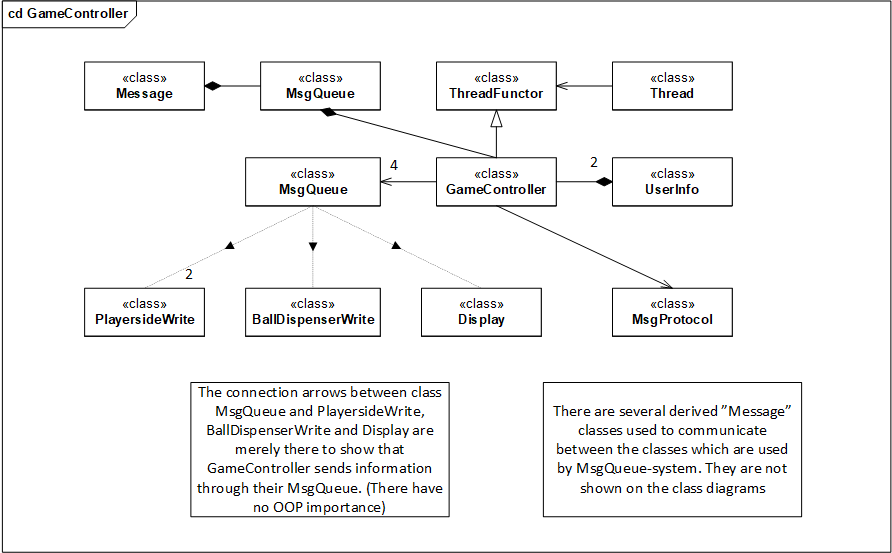 cd GameController
«class»
Message
«class»
MsgQueue
«class»
ThreadFunctor
«class»
Thread
«class»
MsgQueue
4
«class»
GameController
2
«class»
UserInfo
2
«class»
PlayersideWrite
«class»
BallDispenserWrite
«class»
Display
«class»
MsgProtocol
The connection arrows between class
MsgQueue and PlayersideWrite,
BallDispenserWrite and Display are
merely there to show that
GameController sends information
through their MsgQueue. (There have
no OOP importance)
There are several derived ”Message”
classes used to communicate
between the classes which are used
by MsgQueue-system. They are not
shown on the class diagrams